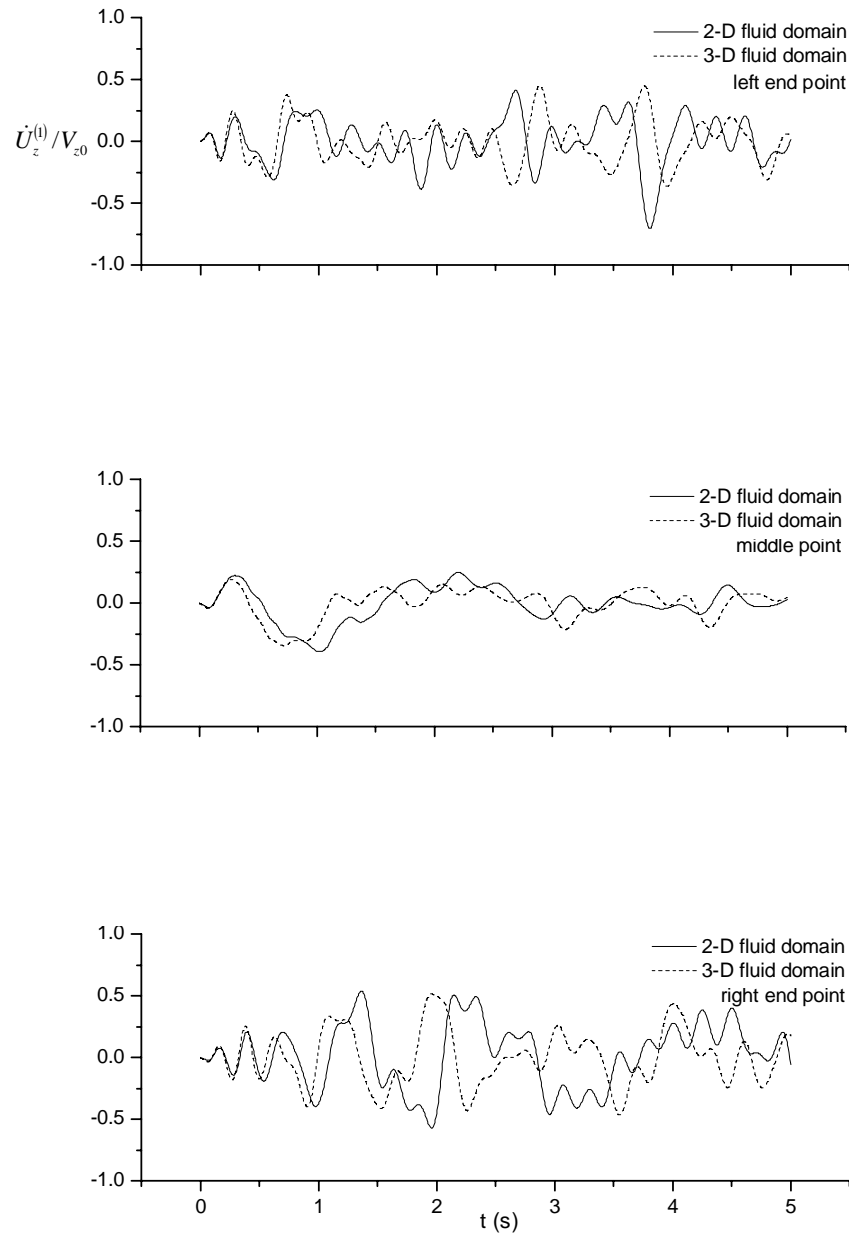 1.0
2-D fluid domain
3-D fluid domain
left end point
0.5
U̇_z^{(1)}/V_{z0}
0.0
-0.5
-1.0
1.0
2-D fluid domain
3-D fluid domain
middle point
0.5
0.0
-0.5
-1.0
1.0
2-D fluid domain
3-D fluid domain
right end point
0.5
0.0
-0.5
-1.0
0 1 2 3 4 5
t (s)